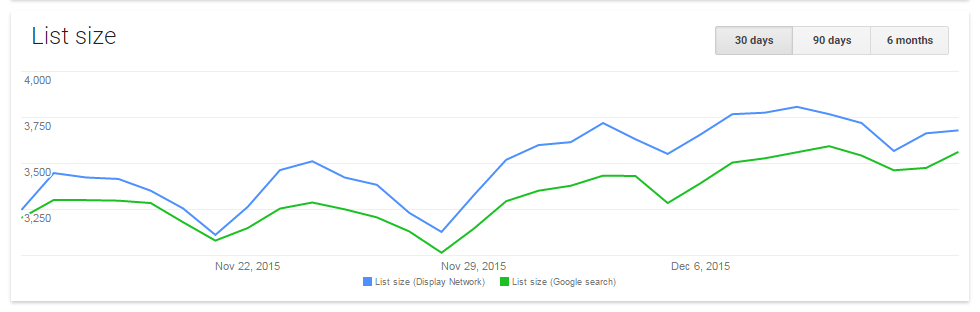 List size
30 days 90 days 6 months
4,000
3,750
3,500
3,250
Nov 22, 2015 Nov 29, 2015 Dec 6, 2015
List size (Display Network) List size (Google search)